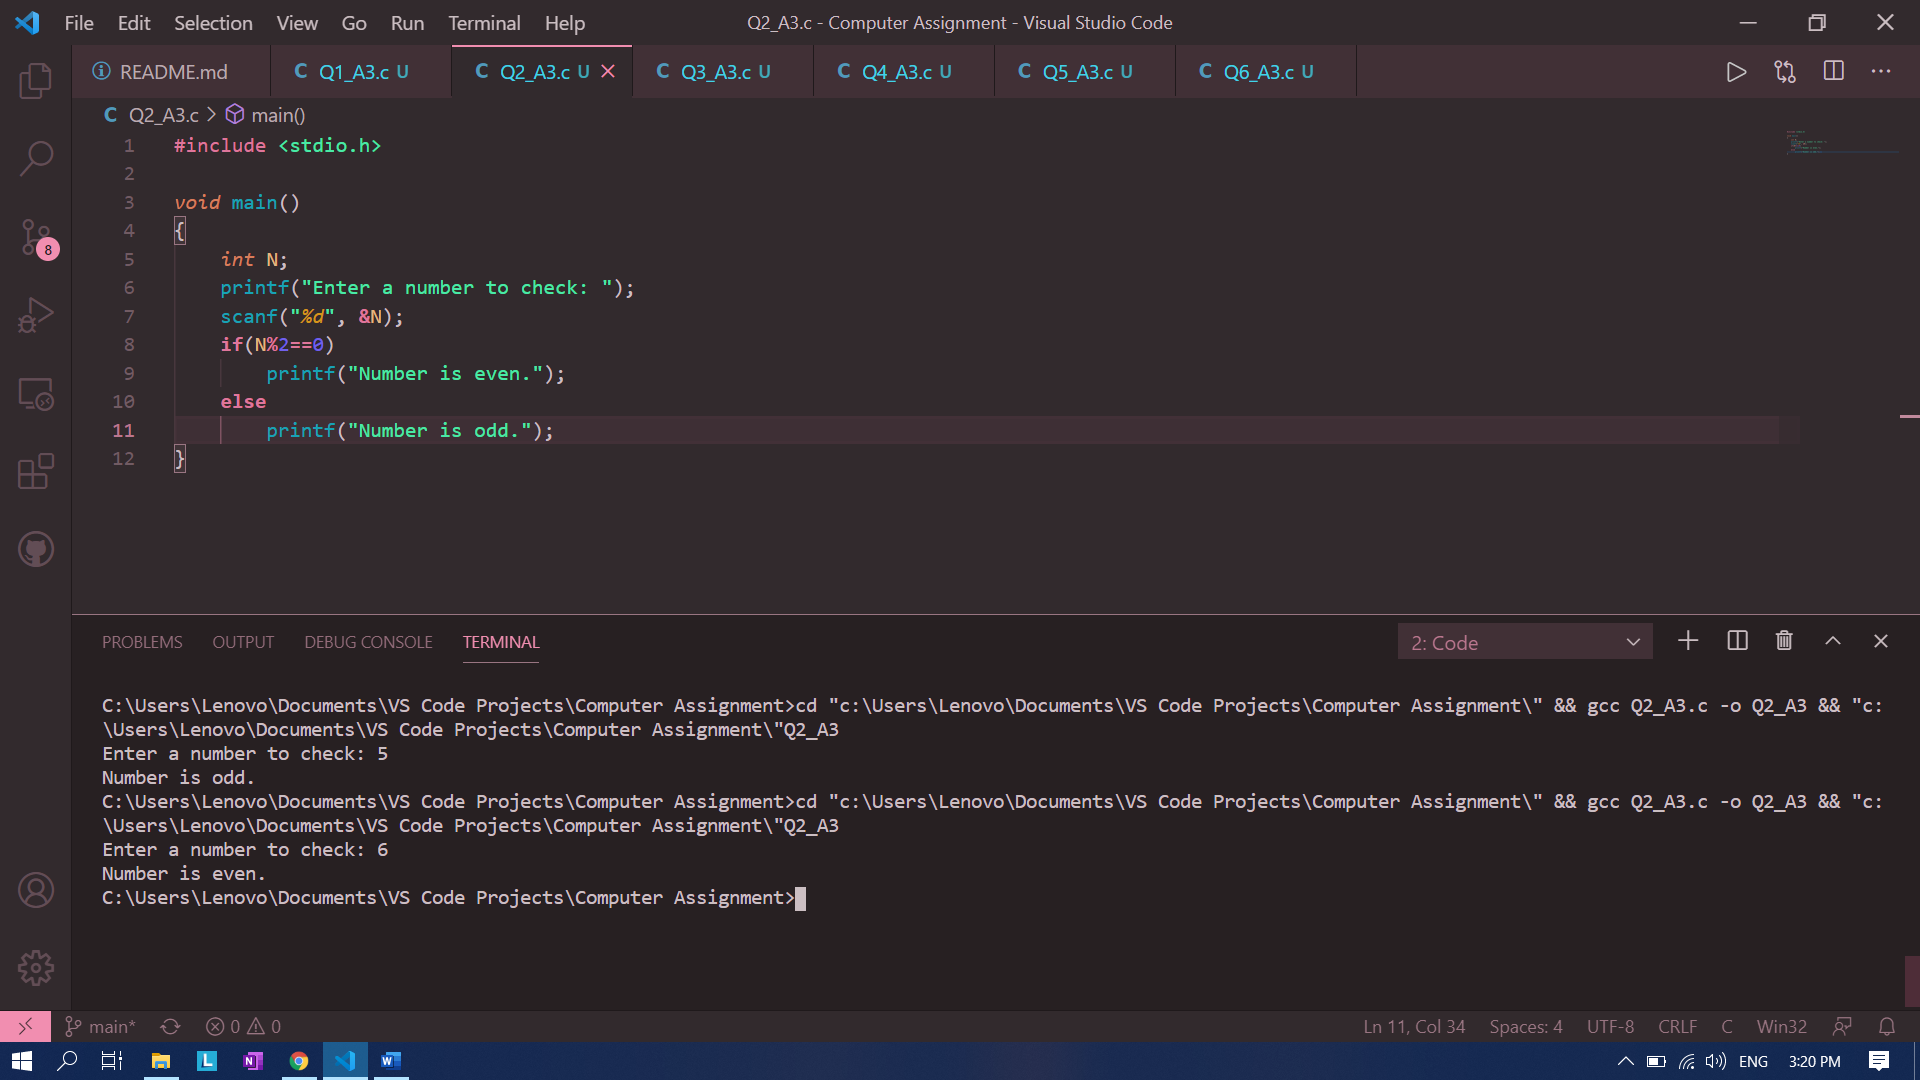 File Edit Selection View Go Run Terminal Help Q2_A3.c - Computer Assignment - Visual Studio Code
README.md C Q1_A3.c U C Q2_A3.c U C Q3_A3.c U C Q4_A3.c U C Q5_A3.c U C Q6_A3.c U
C Q2_A3.c > main()
1 #include <stdio.h>
2
3 void main()
4 {
5 int N;
6 printf("Enter a number to check: ");
7 scanf("%d", &N);
8 if(N%2==0)
9 printf("Number is even.");
10 else
11 printf("Number is odd.");
12 }
8
PROBLEMS OUTPUT DEBUG CONSOLE TERMINAL 2: Code
C:\Users\Lenovo\Documents\VS Code Projects\Computer Assignment>cd "c:\Users\Lenovo\Documents\VS Code Projects\Computer Assignment\" && gcc Q2_A3.c -o Q2_A3 && "c:
\Users\Lenovo\Documents\VS Code Projects\Computer Assignment\"Q2_A3
Enter a number to check: 5
Number is odd.
C:\Users\Lenovo\Documents\VS Code Projects\Computer Assignment>cd "c:\Users\Lenovo\Documents\VS Code Projects\Computer Assignment\" && gcc Q2_A3.c -o Q2_A3 && "c:
\Users\Lenovo\Documents\VS Code Projects\Computer Assignment\"Q2_A3
Enter a number to check: 6
Number is even.
C:\Users\Lenovo\Documents\VS Code Projects\Computer Assignment>
main* 0 0 Ln 11, Col 34 Spaces: 4 UTF-8 CRLF C Win32
L N W ENG 3:20 PM